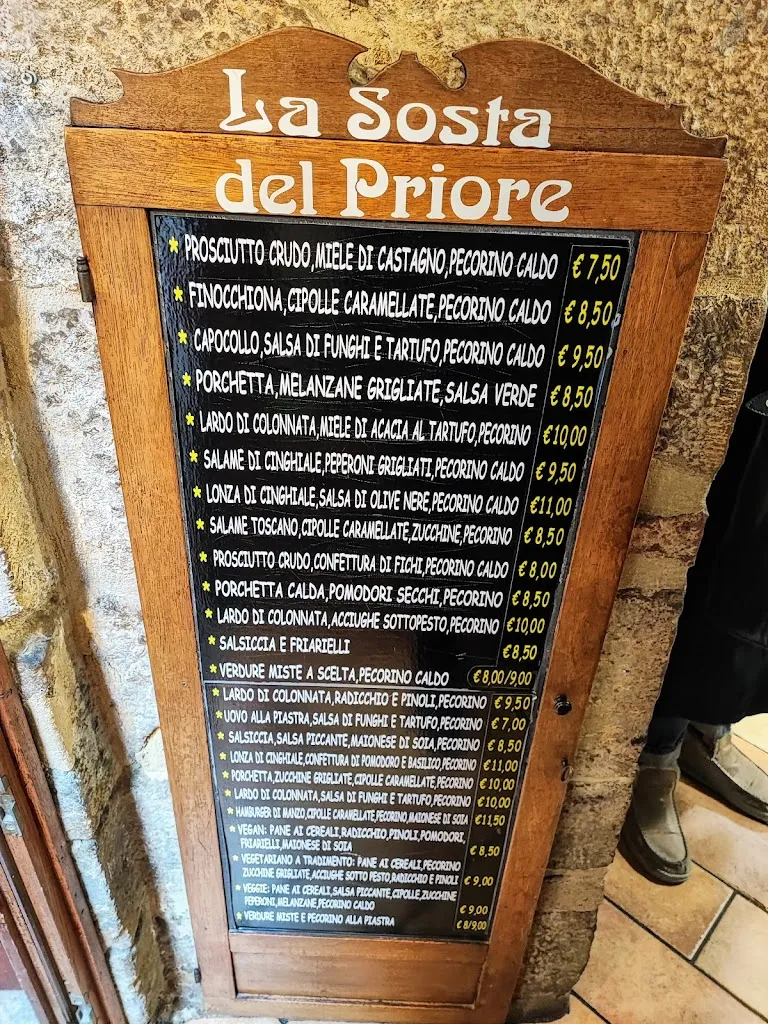 La Sosta
del Priore
* PROSCIUTTO CRUDO,MIELE DI CASTAGNO,PECORINO CALDO € 7,50
* FINOCCHIONA,CIPOLLE CARAMELLATE,PECORINO CALDO € 8,50
* CAPOCOLLO,SALSA DI FUNGHI E TARTUFO,PECORINO CALDO € 9,50
* PORCHETTA,MELANZANE GRIGLIATE,SALSA VERDE € 8,50
* LARDO DI COLONNATA,MIELE DI ACACIA AL TARTUFO,PECORINO €10,00
* SALAME DI CINGHIALE,PEPERONI GRIGLIATI,PECORINO CALDO € 9,50
* LONZA DI CINGHIALE,SALSA DI OLIVE NERE,PECORINO CALDO €11,00
* SALAME TOSCANO,CIPOLLE CARAMELLATE,ZUCCHINE,PECORINO € 8,50
* PROSCIUTTO CRUDO,CONFETTURA DI FICHI,PECORINO CALDO € 8,00
* PORCHETTA CALDA,POMODORI SECCHI,PECORINO € 8,50
* LARDO DI COLONNATA,ACCIUGHE SOTTOPESTO,PECORINO €10,00
* SALSICCIA E FRIARIELLI €8,50
* VERDURE MISTE A SCELTA,PECORINO CALDO € 8,00/9,00
* LARDO DI COLONNATA,RADICCHIO E PINOLI,PECORINO € 9,50
* UOVO ALLA PIASTRA,SALSA DI FUNGHI E TARTUFO,PECORINO € 7,00
* SALSICCIA,SALSA PICCANTE,MAIONESE DI SOIA,PECORINO € 8,50
* LONZA DI CINGHIALE,CONFETTURA DI POMODORO E BASILICO,PECORINO €11,00
* PORCHETTA,ZUCCHINE GRIGLIATE,CIPOLLE CARAMELLATE,PECORINO € 10,00
* LARDO DI COLONNATA,SALSA DI FUNGHI E TARTUFO,PECORINO €10,00
* HAMBURGER DI MANZO,CIPOLLE CARAMELLATE,PECORINO,MAIONESE DI SOIA €11,50
* VEGAN: PANE AI CEREALI,RADICCHIO,PINOLI,POMODORI,
FRIARIELLI,MAIONESE DI SOIA € 8,50
* VEGETARIANO A TRADIMENTO: PANE AI CEREALI,PECORINO
ZUCCHINE GRIGLIATE,ACCIUGHE SOTTO PESTO,RADICCHIO E PINOLI € 9,00
* VEGGIE: PANE AI CEREALI,SALSA PICCANTE,CIPOLLE,ZUCCHINE
PEPERONI,MELANZANE,PECORINO CALDO € 9,00
* VERDURE MISTE E PECORINO ALLA PIASTRA € 8/9,00